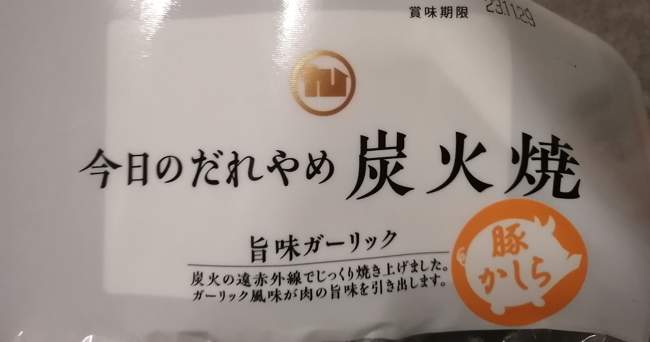 賞味期限 23.11.29
今日のだれやめ 炭火焼
旨味ガーリック
炭火の遠赤外線でじっくり焼き上げました。
ガーリック風味が肉の旨味を引き出します。
豚
かしら